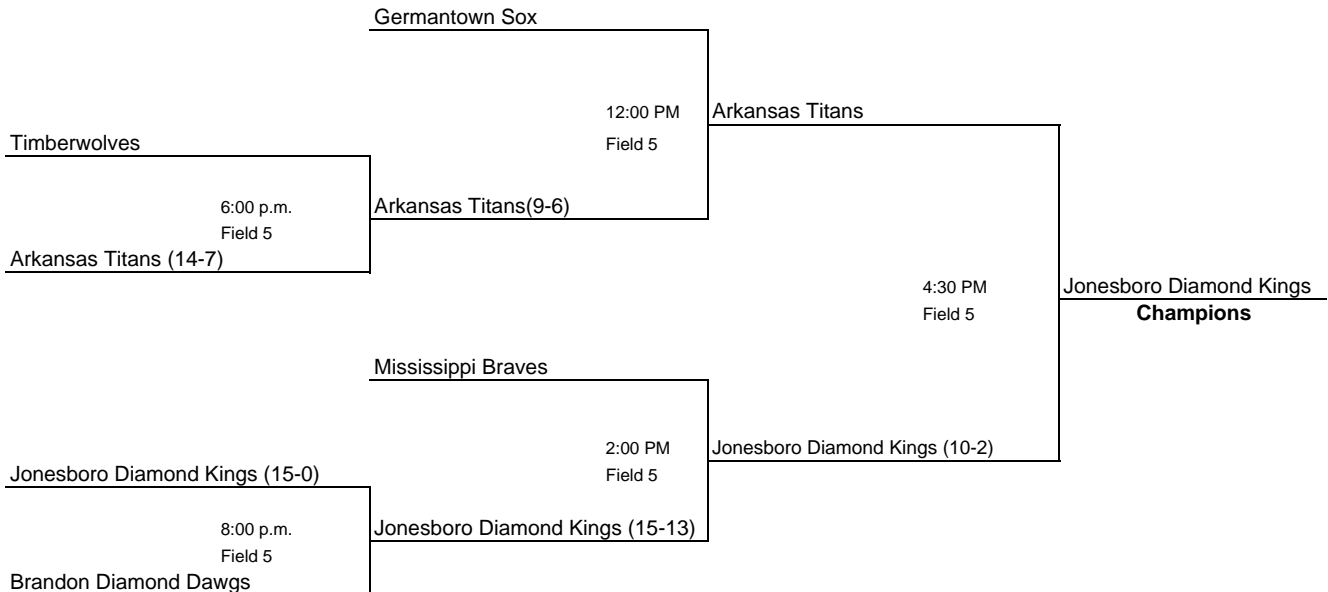 Germantown Sox
12:00 PM
Arkansas Titans
Timberwolves
Field 5
6:00 p.m.
Arkansas Titans(9-6)
Field 5
Arkansas Titans (14-7)
4:30 PM
Jonesboro Diamond Kings
Field 5
Champions
Mississippi Braves
2:00 PM
Jonesboro Diamond Kings (10-2)
Jonesboro Diamond Kings (15-0)
Field 5
8:00 p.m.
Jonesboro Diamond Kings (15-13)
Field 5
Brandon Diamond Dawgs